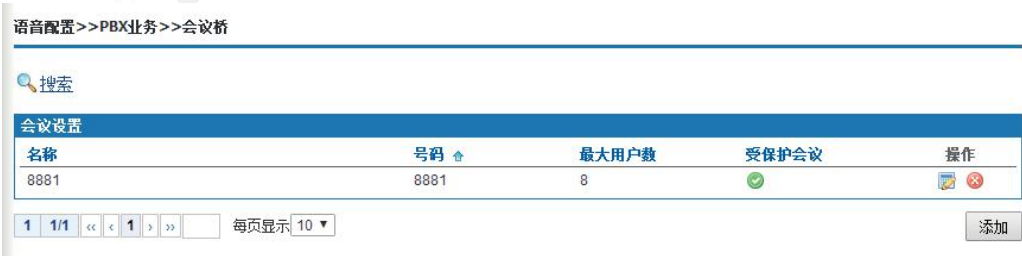 语音配置>>PBX业务>>会议桥
搜索
会议设置
名称 号码 最大用户数 受保护会议 操作
8881 8881 8
1 1/1 ‹‹ ‹ 1 › ›› 每页显示 10 ▼ 添加